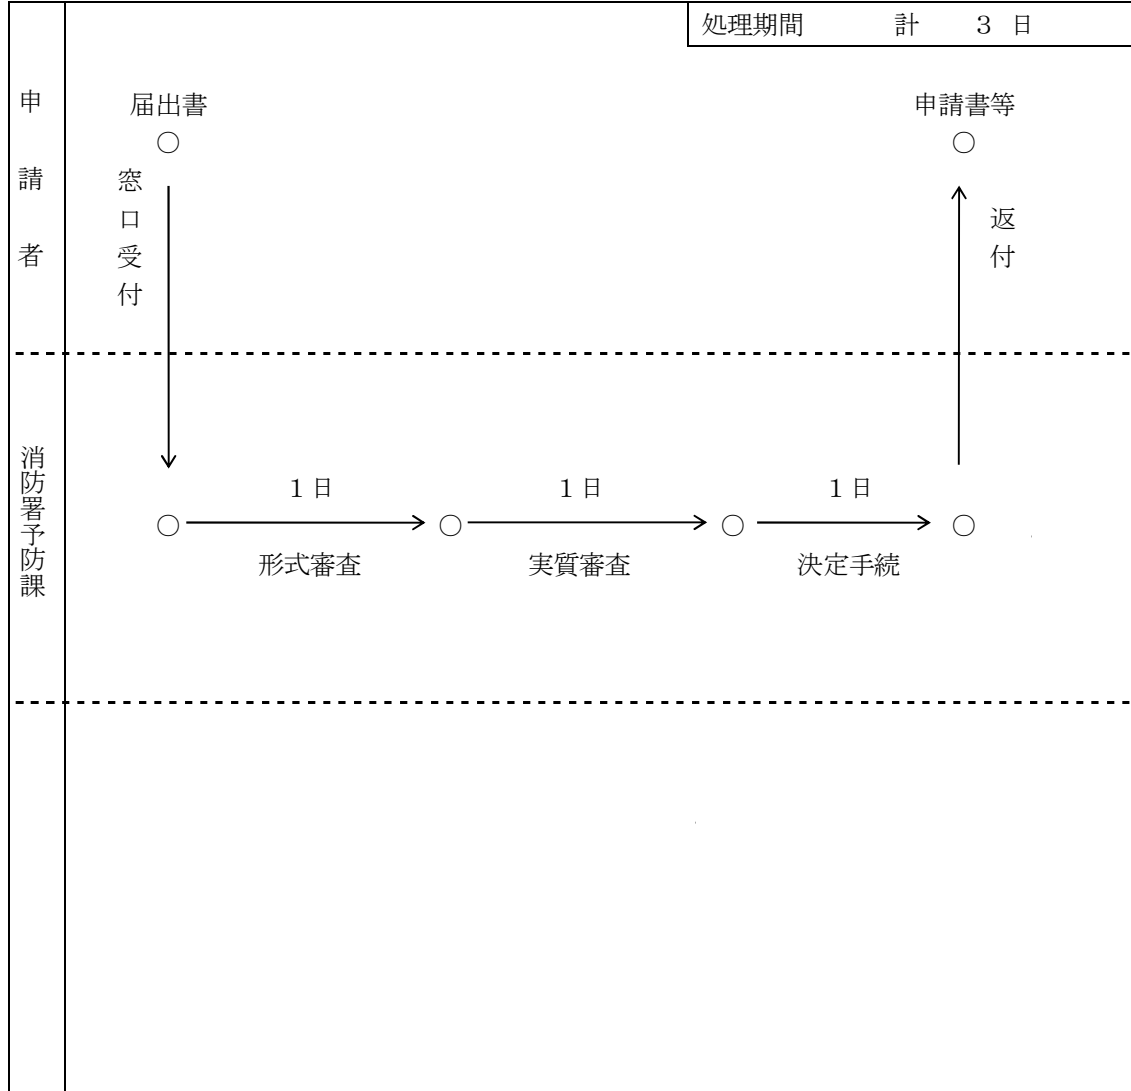 処理期間 計 ３ 日
申請者
届出書
○
窓口受付
申請書等
○
返付
消防署予防課
１日
１日
１日
○ ○ ○ ○
形式審査
実質審査
決定手続